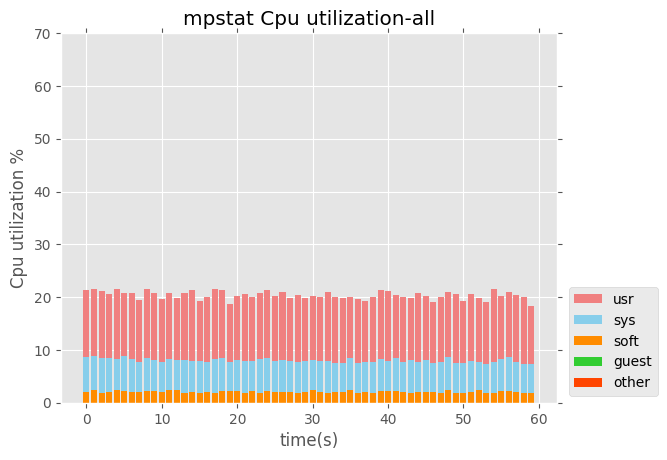 mpstat Cpu utilization-all
70
60
50
40
30
20
10
0
Cpu utilization %
0 10 20 30 40 50 60
time(s)
usr
sys
soft
guest
other